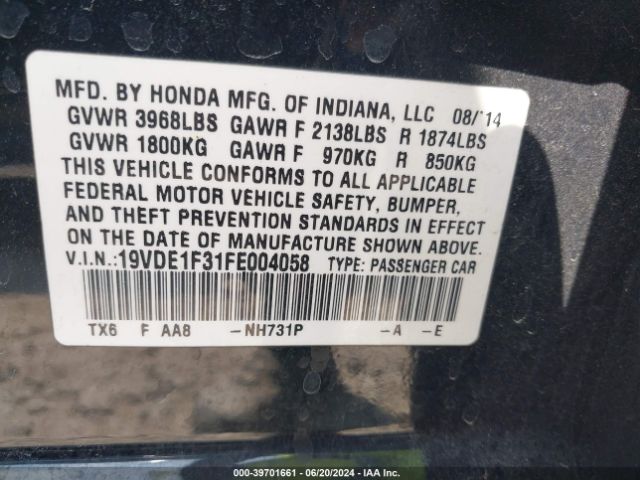 MFD. BY HONDA MFG. OF INDIANA, LLC 08/'14
GVWR 3968LBS GAWR F 2138LBS R 1874LBS
GVWR 1800KG GAWR F 970KG R 850KG
THIS VEHICLE CONFORMS TO ALL APPLICABLE
FEDERAL MOTOR VEHICLE SAFETY, BUMPER,
AND THEFT PREVENTION STANDARDS IN EFFECT
ON THE DATE OF MANUFACTURE SHOWN ABOVE.
V.I.N.:19VDE1F31FE004058 TYPE: PASSENGER CAR
TX6 F AA8 -NH731P -A -E
000-39701661 - 06/20/2024 - IAA Inc.